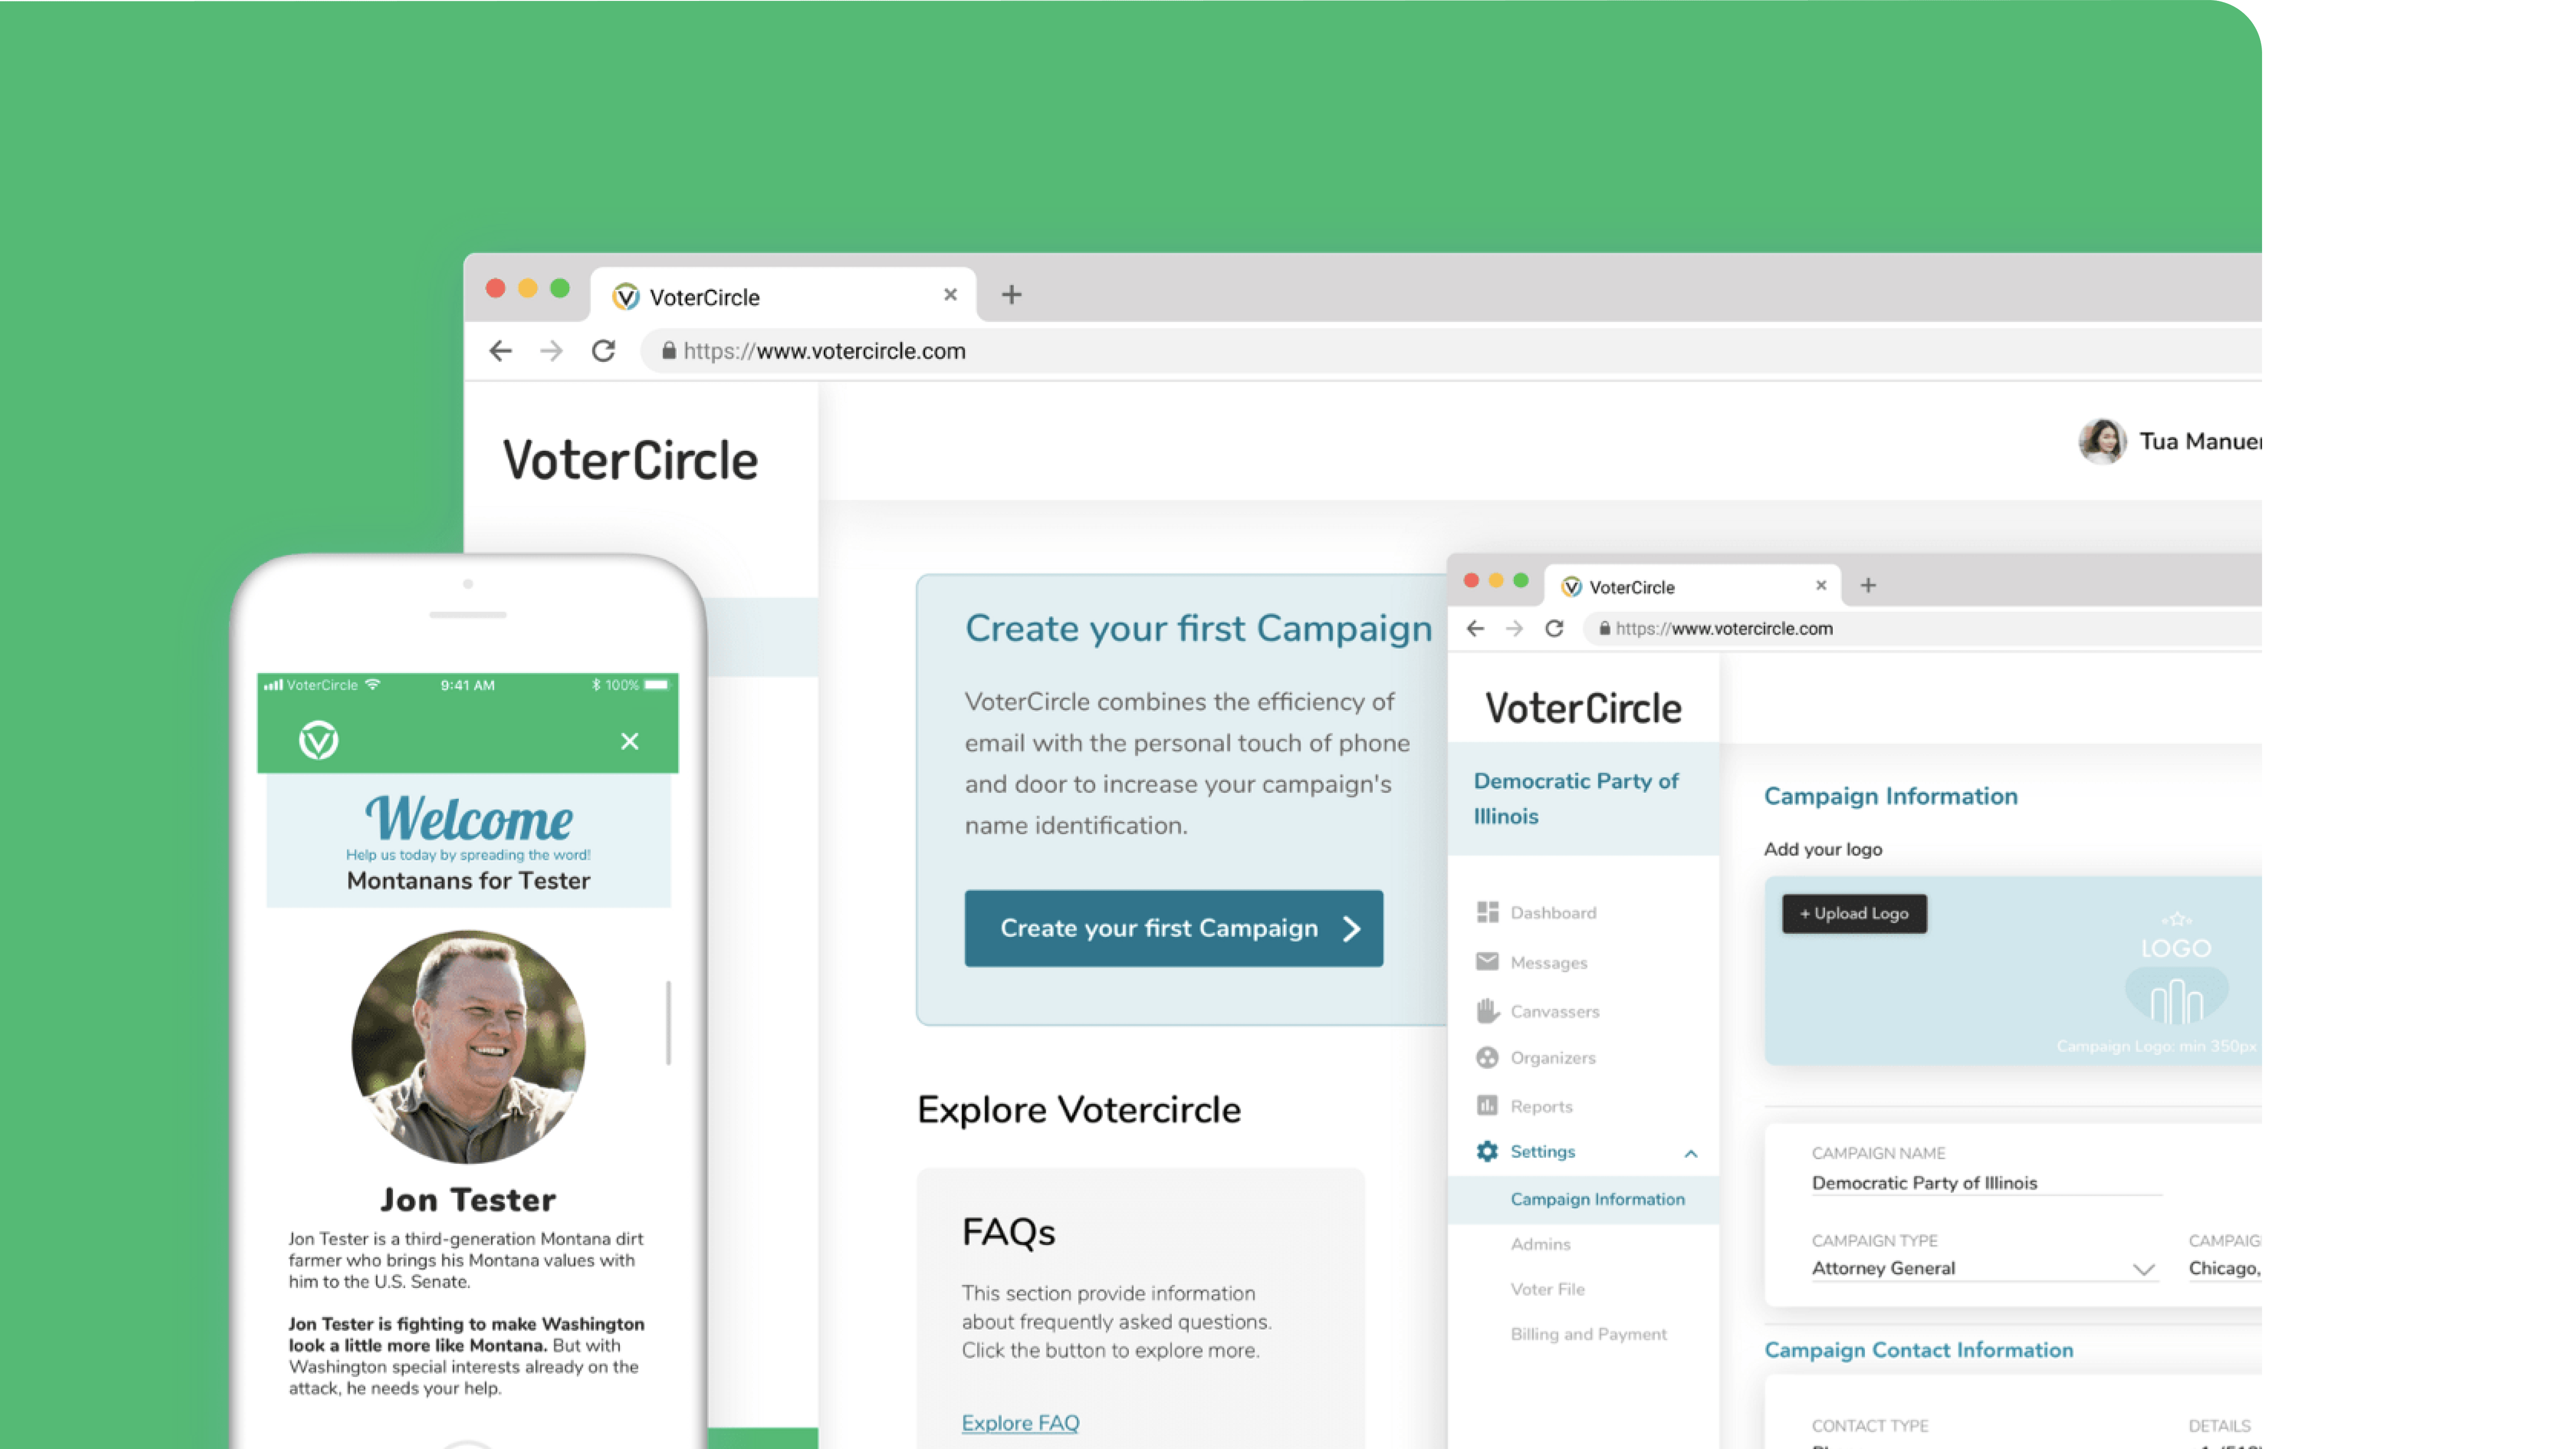 VoterCircle
https://www.votercircle.com
VoterCircle
Create your first Campaign
VoterCircle combines the efficiency of
email with the personal touch of phone
and door to increase your campaign's
name identification.
Create your first Campaign
Explore Votercircle
FAQs
This section provide information
about frequently asked questions.
Click the button to explore more.
Explore FAQ
Tua
VoterCircle
9:41 AM
100%
Welcome
Help us today by spreading the word!
Montanans for Tester
Jon Tester
Jon Tester is a third-generation Montana dirt
farmer who brings his Montana values with
him to the U.S. Senate.
Jon Tester is fighting to make Washington
look a little more like Montana. But with
Washington special interests already on the
attack, he needs your help.
VoterCircle
https://www.votercircle.com
VoterCircle
Democratic Party of
Illinois
Dashboard
Messages
Canvassers
Organizers
Reports
Settings
Campaign Information
Admins
Voter File
Billing and Payment
Campaign Information
Add your logo
+ Upload Logo
LOGO
Campaign Logo: min 350px
CAMPAIGN NAME
Democratic Party of Illinois
CAMPAIGN TYPE
Attorney General
Chicago,
Campaign Contact Information
CONTACT TYPE
DETAILS